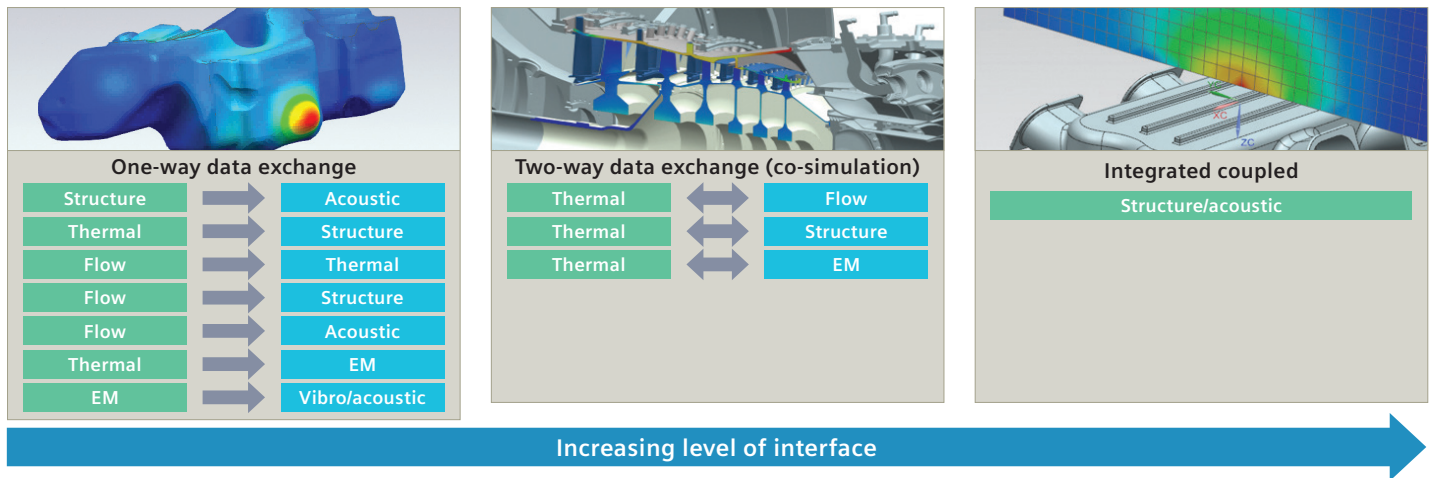 One-way data exchange
Structure
Acoustic
Thermal
Structure
Flow
Thermal
Flow
Structure
Flow
Acoustic
Thermal
EM
EM
Vibro/acoustic
Two-way data exchange (co-simulation)
Thermal
Flow
Thermal
Structure
Thermal
EM
XC
ZC
Integrated coupled
Structure/acoustic
Increasing level of interface